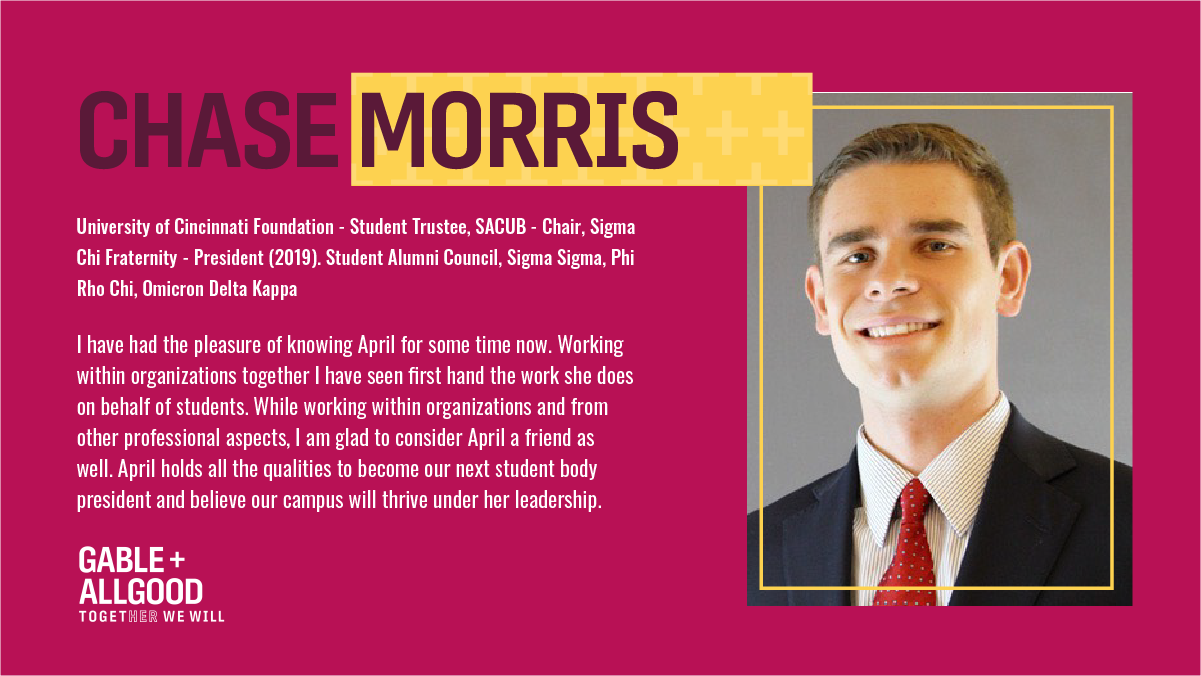 CHASE MORRIS
University of Cincinnati Foundation - Student Trustee, SACUB - Chair, Sigma
Chi Fraternity - President (2019). Student Alumni Council, Sigma Sigma, Phi
Rho Chi, Omicron Delta Kappa
I have had the pleasure of knowing April for some time now. Working
within organizations together I have seen first hand the work she does
on behalf of students. While working within organizations and from
other professional aspects, I am glad to consider April a friend as
well. April holds all the qualities to become our next student body
president and believe our campus will thrive under her leadership.
GABLE +
ALLGOOD
TOGETHER WE WILL